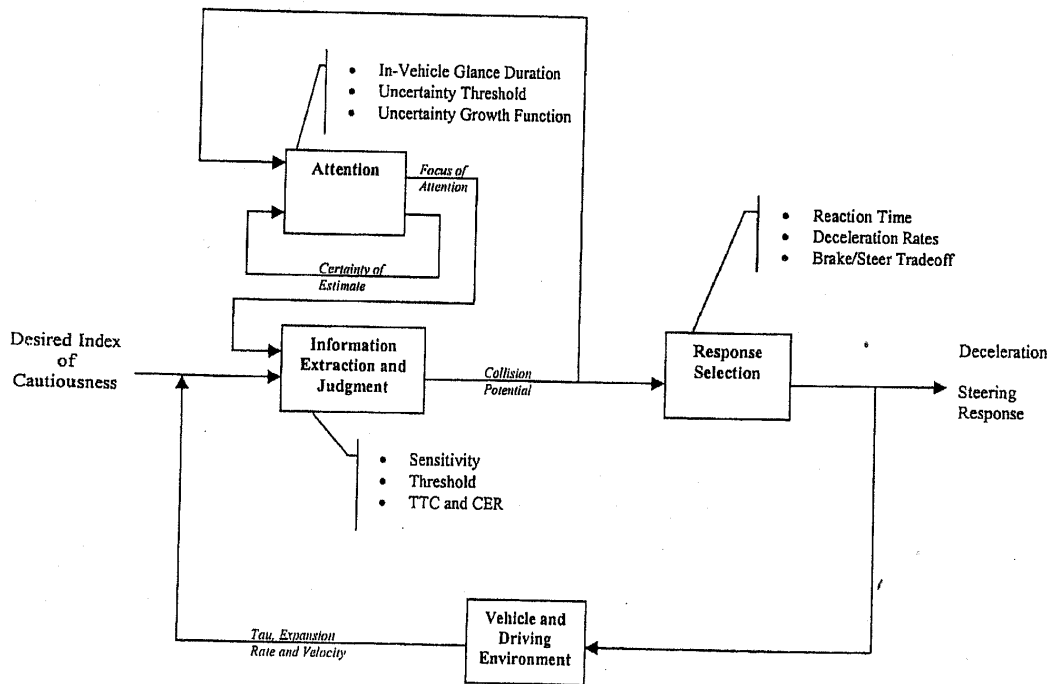 • In-Vehicle Glance Duration
• Uncertainty Threshold
• Uncertainty Growth Function
Attention
Focus of
Attention
Certainty of
Estimate
• Reaction Time
• Deceleration Rates
• Brake/Steer Tradeoff
Desired Index
of
Cautiousness
Information
Extraction and
Judgment
Collision
Potential
Response
Selection
Deceleration
Steering
Response
• Sensitivity
• Threshold
• TTC and CER
Vehicle and
Driving
Environment
Tau, Expansion
Rate and Velocity